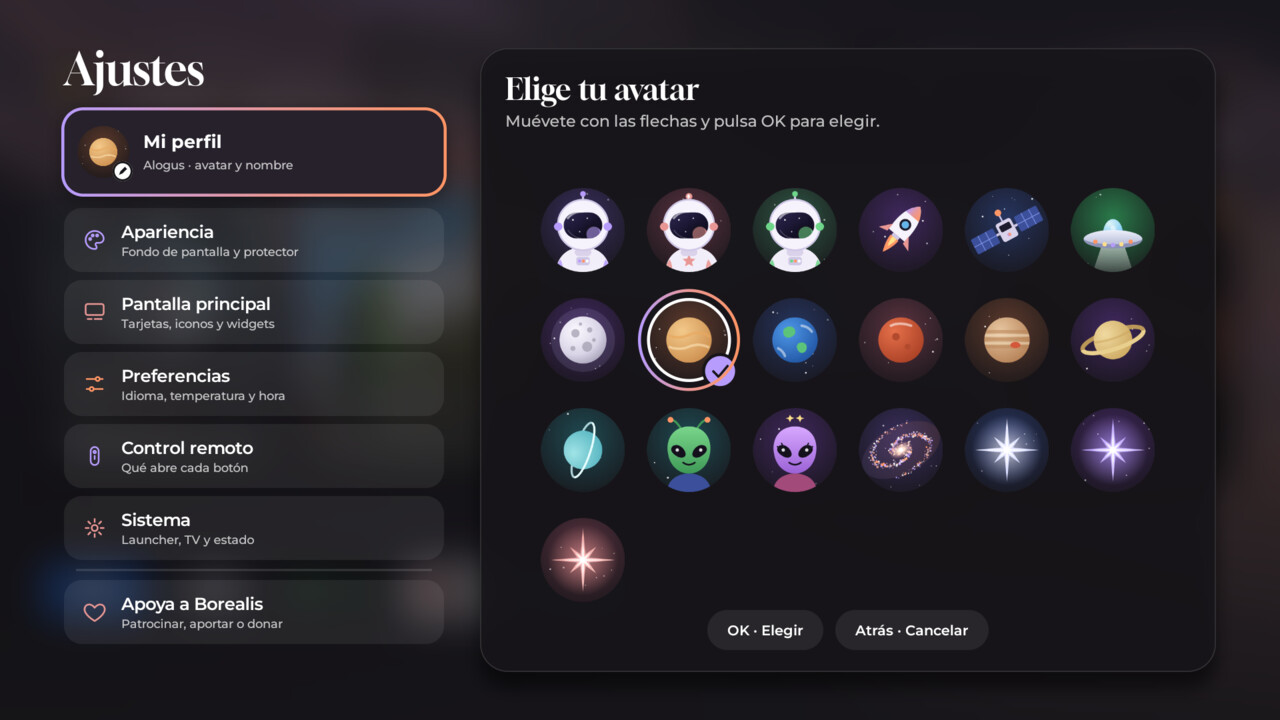 Ajustes
Mi perfil
Alogus · avatar y nombre
Apariencia
Fondo de pantalla y protector
Pantalla principal
Tarjetas, iconos y widgets
Preferencias
Idioma, temperatura y hora
Control remoto
Qué abre cada botón
Sistema
Launcher, TV y estado
Apoya a Borealis
Patrocinar, aportar o donar
Elige tu avatar
Muévete con las flechas y pulsa OK para elegir.
OK · Elegir
Atrás · Cancelar